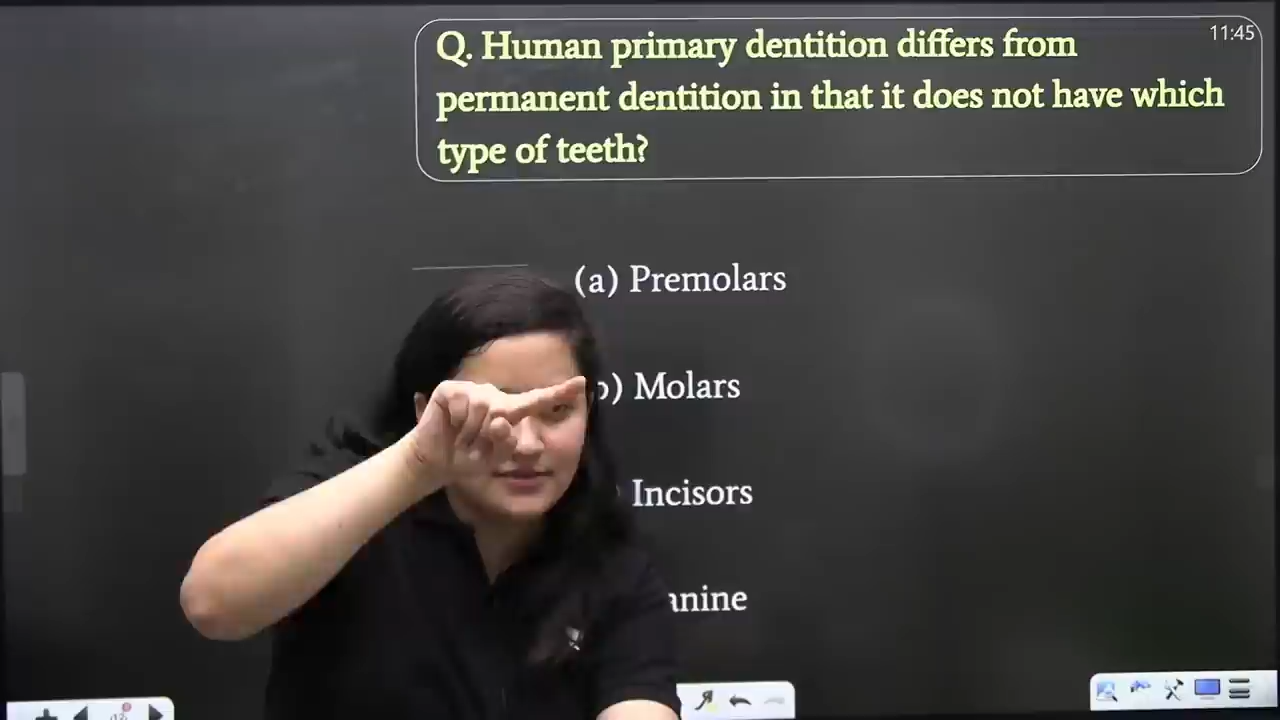 11:45
Q. Human primary dentition differs from
permanent dentition in that it does not have which
type of teeth?
(a) Premolars
) Molars
Incisors